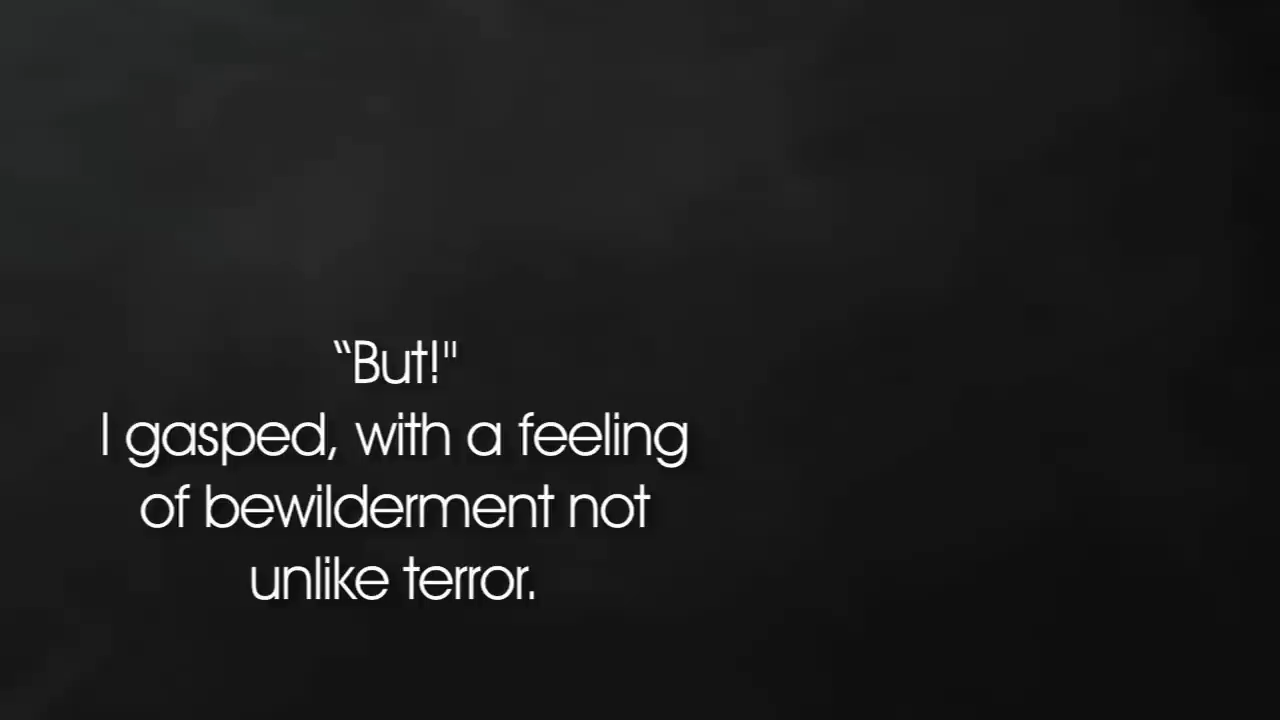 “But!"
I gasped, with a feeling
of bewilderment not
unlike terror.